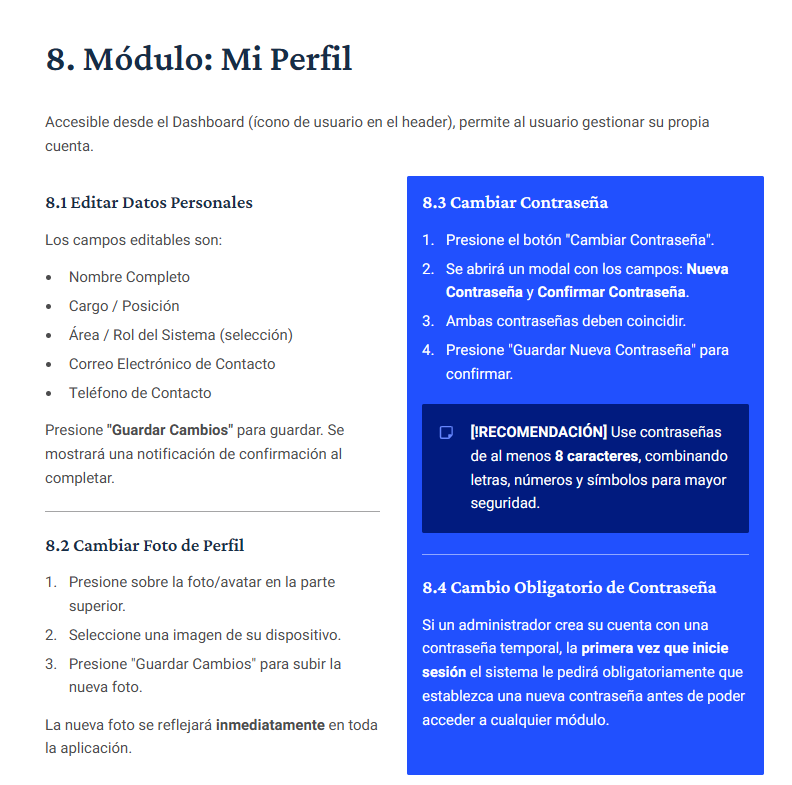 8. Módulo: Mi Perfil
Accesible desde el Dashboard (ícono de usuario en el header), permite al usuario gestionar su propia
cuenta.
8.1 Editar Datos Personales
Los campos editables son:
• Nombre Completo
• Cargo / Posición
• Área / Rol del Sistema (selección)
• Correo Electrónico de Contacto
• Teléfono de Contacto
Presione "Guardar Cambios" para guardar. Se
mostrará una notificación de confirmación al
completar.
8.2 Cambiar Foto de Perfil
1. Presione sobre la foto/avatar en la parte
superior.
2. Seleccione una imagen de su dispositivo.
3. Presione "Guardar Cambios" para subir la
nueva foto.
La nueva foto se reflejará inmediatamente en toda
la aplicación.
8.3 Cambiar Contraseña
1. Presione el botón "Cambiar Contraseña".
2. Se abrirá un modal con los campos: Nueva
Contraseña y Confirmar Contraseña.
3. Ambas contraseñas deben coincidir.
4. Presione "Guardar Nueva Contraseña" para
confirmar.
[!RECOMENDACIÓN] Use contraseñas
de al menos 8 caracteres, combinando
letras, números y símbolos para mayor
seguridad.
8.4 Cambio Obligatorio de Contraseña
Si un administrador crea su cuenta con una
contraseña temporal, la primera vez que inicie
sesión el sistema le pedirá obligatoriamente que
establezca una nueva contraseña antes de poder
acceder a cualquier módulo.